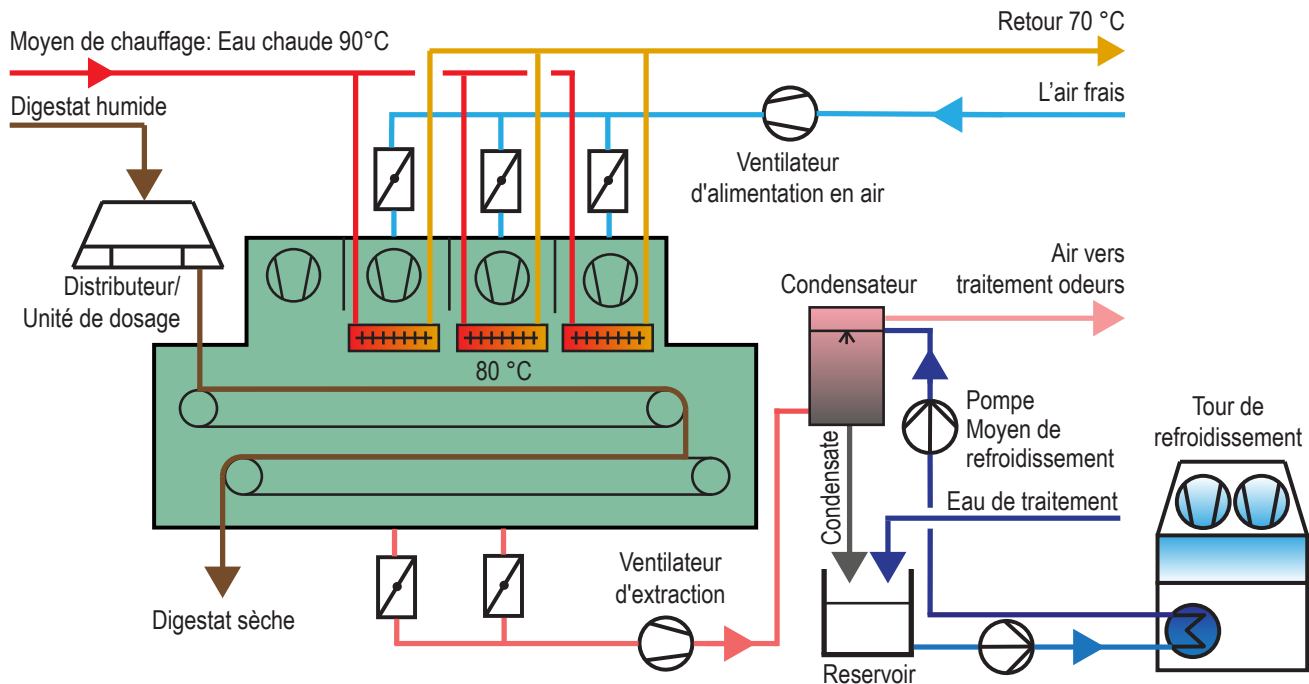 Retour 70 °C
Moyen de chauffage: Eau chaude 90°C
Digestat humide
L'air frais
Ventilateur
d'alimentation en air
Distributeur/
Unité de dosage
80 °C
Condensateur
Air vers
traitement odeurs
Pompe
Moyen de
refroidissement
Tour de
refroidissement
Condensate
Eau de traitement
Ventilateur
d'extraction
Digestat sèche
Reservoir